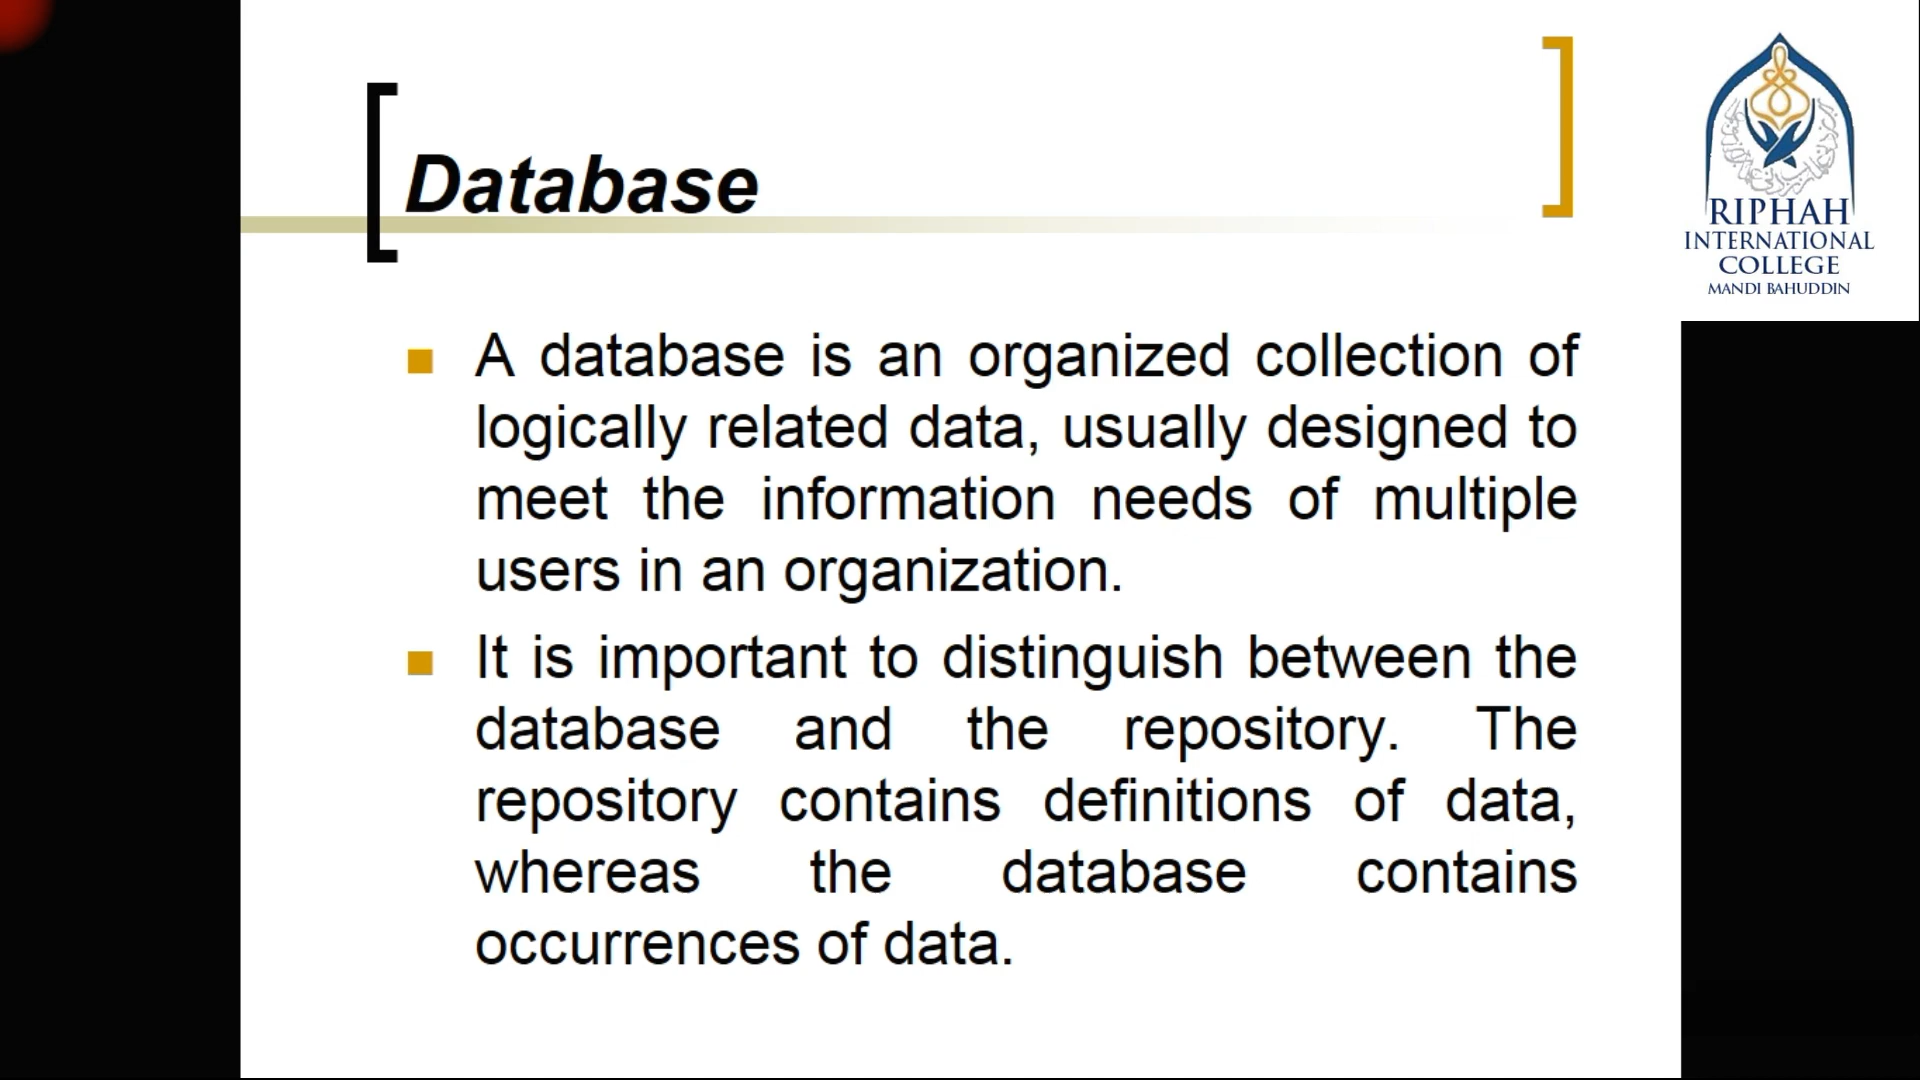 Database
RIPHAH
INTERNATIONAL
COLLEGE
MANDI BAHUDDIN
A database is an organized collection of
logically related data, usually designed to
meet the information needs of multiple
users in an organization.
It is important to distinguish between the
database and the repository. The
repository contains definitions of data,
whereas the database contains
occurrences of data.